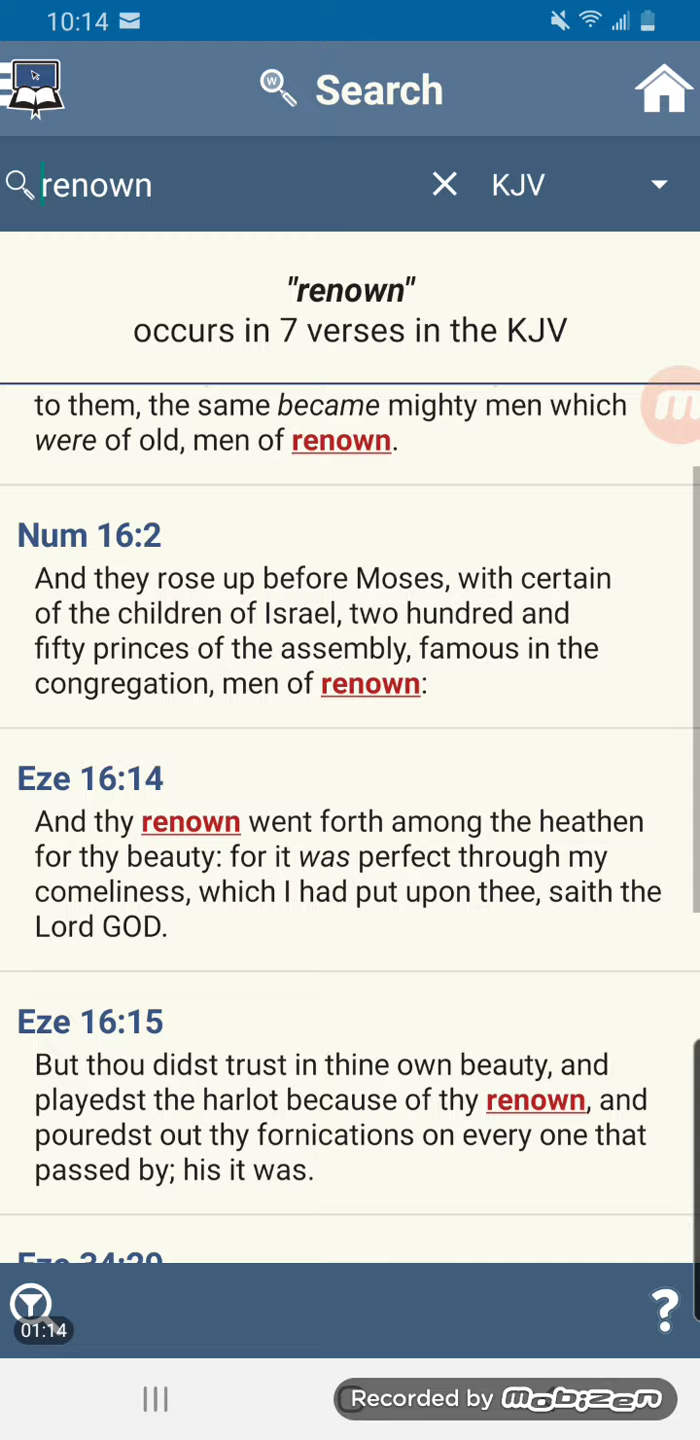 10:14
W
Search
renown
KJV
"renown"
occurs in 7 verses in the KJV
to them, the same became mighty men which
were of old, men of renown.
Num 16:2
And they rose up before Moses, with certain
of the children of Israel, two hundred and
fifty princes of the assembly, famous in the
congregation, men of renown:
Eze 16:14
And thy renown went forth among the heathen
for thy beauty: for it was perfect through my
comeliness, which I had put upon thee, saith the
Lord GOD.
Eze 16:15
But thou didst trust in thine own beauty, and
playedst the harlot because of thy renown, and
pouredst out thy fornications on every one that
passed by; his it was.
Eze 34:29
?
01:14
Recorded by mobizen